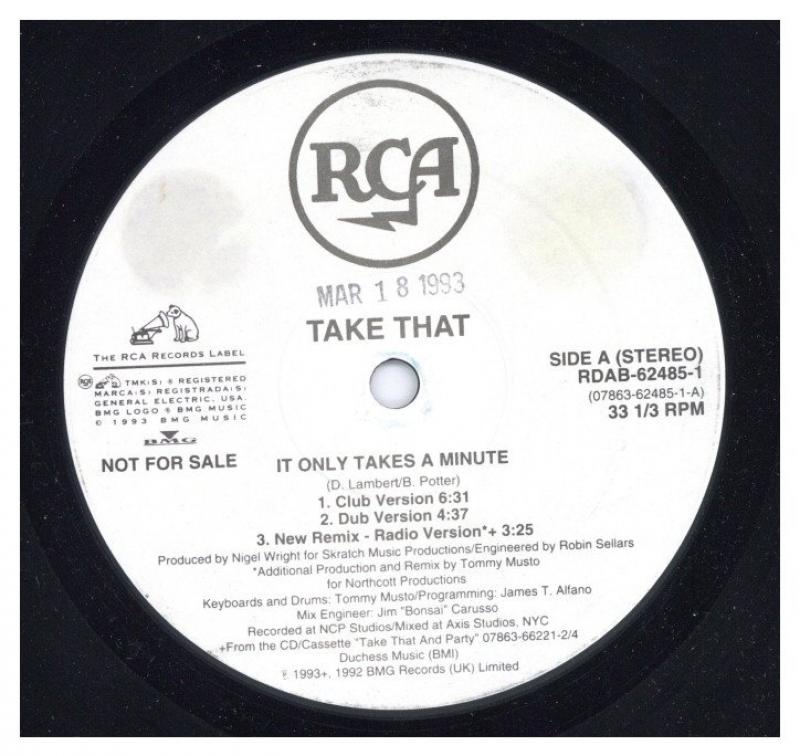 RCA
MAR 18 1993
TAKE THAT
THE RCA RECORDS LABEL
TMK(S) ® REGISTERED
MARCA(S) REGISTRADA(S)
GENERAL ELECTRIC, USA.
BMG LOGO ® BMG MUSIC
© 1993 BMG MUSIC
BMG
NOT FOR SALE
SIDE A (STEREO)
RDAB-62485-1
(07863-62485-1-A)
33 1/3 RPM
IT ONLY TAKES A MINUTE
(D. Lambert/B. Potter)
1. Club Version 6:31
2. Dub Version 4:37
3. New Remix - Radio Version*+ 3:25
Produced by Nigel Wright for Skratch Music Productions/Engineered by Robin Sellars
*Additional Production and Remix by Tommy Musto
for Northcott Productions
Keyboards and Drums: Tommy Musto/Programming: James T. Alfano
Mix Engineer: Jim "Bonsai" Carusso
Recorded at NCP Studios/Mixed at Axis Studios, NYC
+From the CD/Cassette "Take That And Party" 07863-66221-2/4
Duchess Music (BMI)
℗ 1993+, 1992 BMG Records (UK) Limited